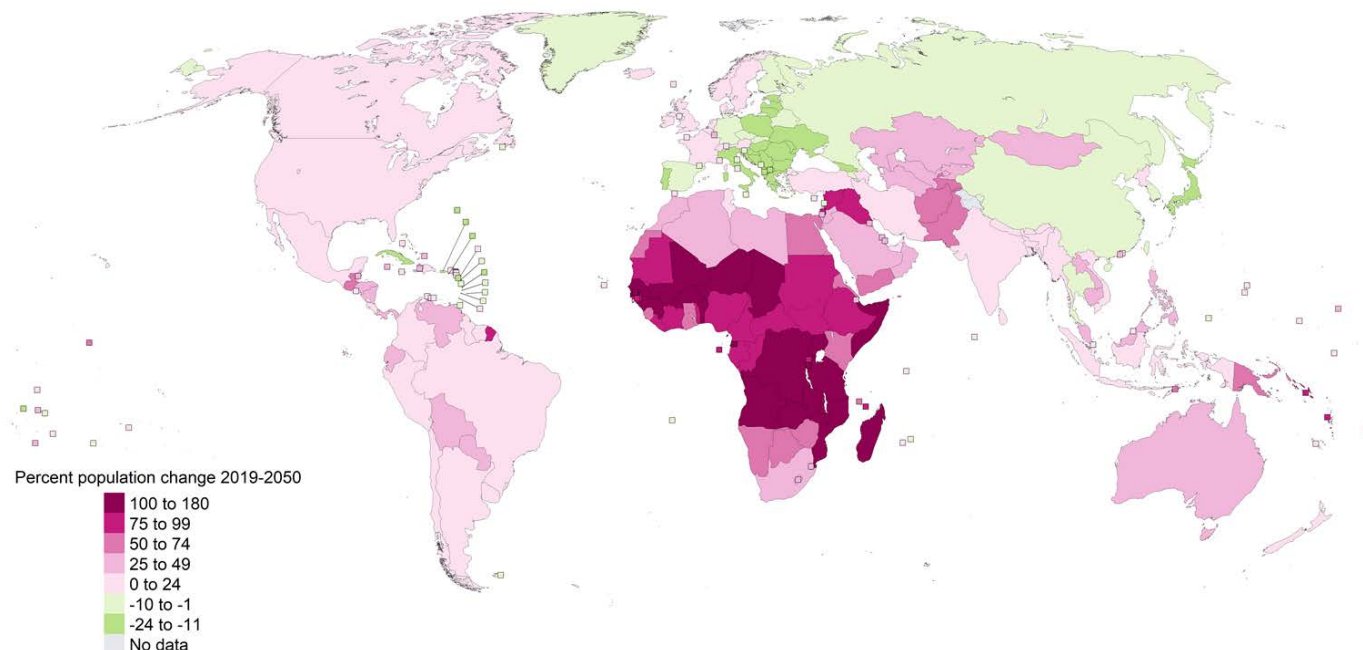 Percent population change 2019-2050
100 to 180
75 to 99
50 to 74
25 to 49
0 to 24
-10 to -1
-24 to -11
No data